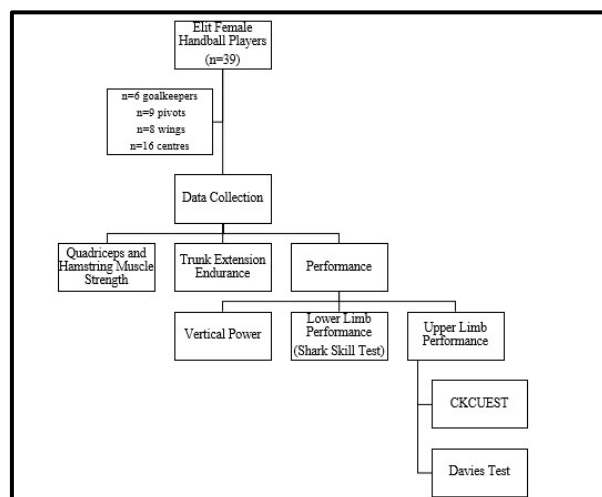 Elit Female
Handball Players
(n=39)
n=6 goalkeepers
n=9 pivots
n=8 wings
n=16 centres
Data Collection
Quadriceps and
Hamstring Muscle
Strength
Trunk Extension
Endurance
Performance
Vertical Power
Lower Limb
Performance
(Shark Skill Test)
Upper Limb
Performance
CKCUEST
Davies Test